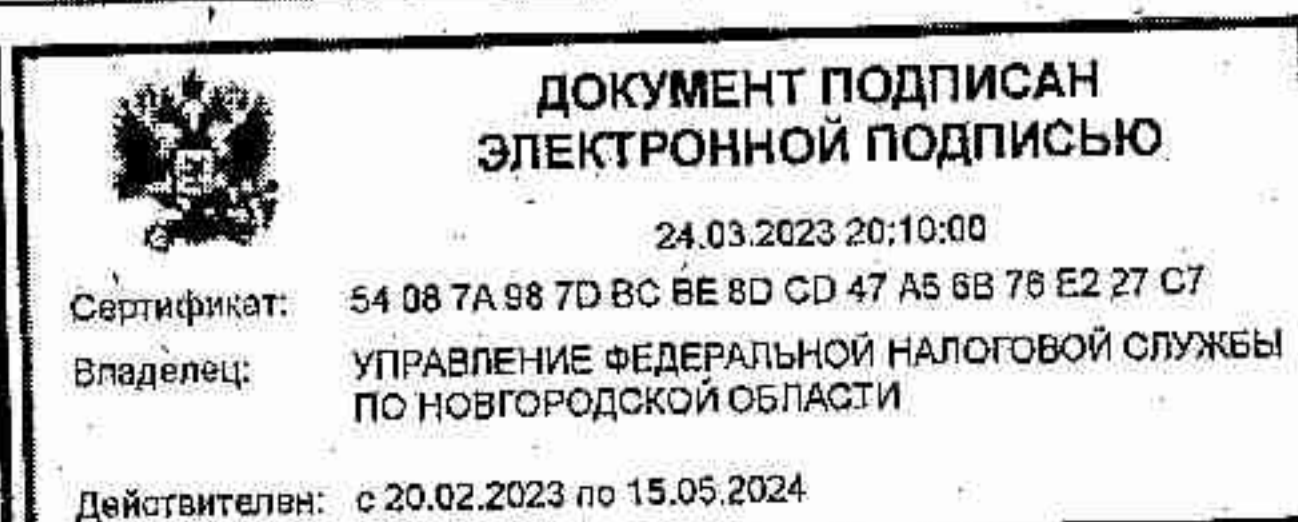 ДОКУМЕНТ ПОДПИСАН
ЭЛЕКТРОННОЙ ПОДПИСЬЮ
24.03.2023 20:10:00
Сертификат: 54 08 7A 98 7D BC BE 8D CD 47 A5 6B 76 E2 27 C7
Владелец: УПРАВЛЕНИЕ ФЕДЕРАЛЬНОЙ НАЛОГОВОЙ СЛУЖБЫ
ПО НОВГОРОДСКОЙ ОБЛАСТИ
Действителен: с 20.02.2023 по 15.05.2024